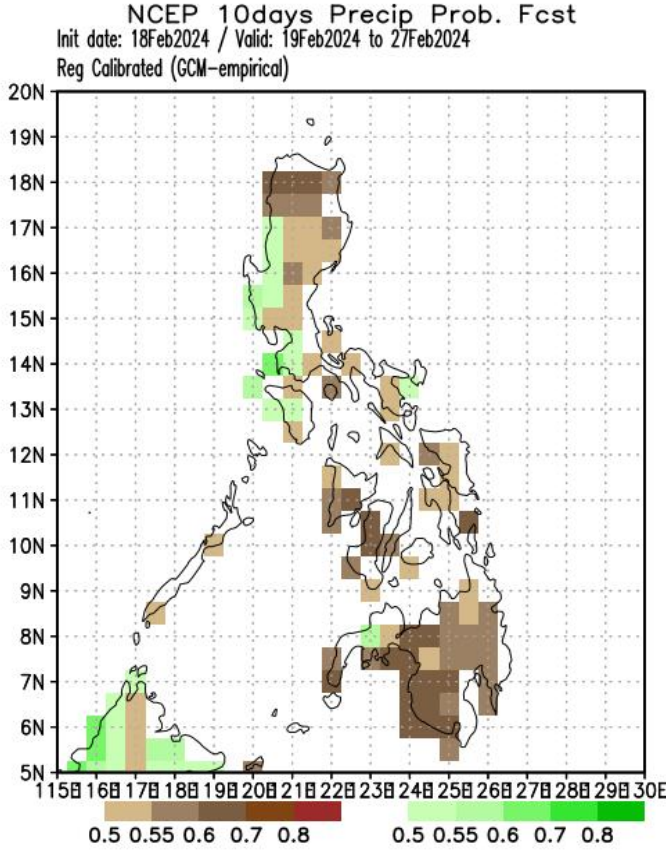 NCEP 10days Precip Prob. Fcst
Init date: 18Feb2024 / Valid: 19Feb2024 to 27Feb2024
Reg Calibrated (GCM-empirical)
20N
19N
18N
17N
16N
15N
14N
13N
12N
11N
10N
9N
8N
7N
6N
5N
115E 116E 117E 118E 119E 120E 121E 122E 123E 124E 125E 126E 127E 128E 129E 130E
0.5 0.55 0.6 0.7 0.8 0.5 0.55 0.6 0.7 0.8